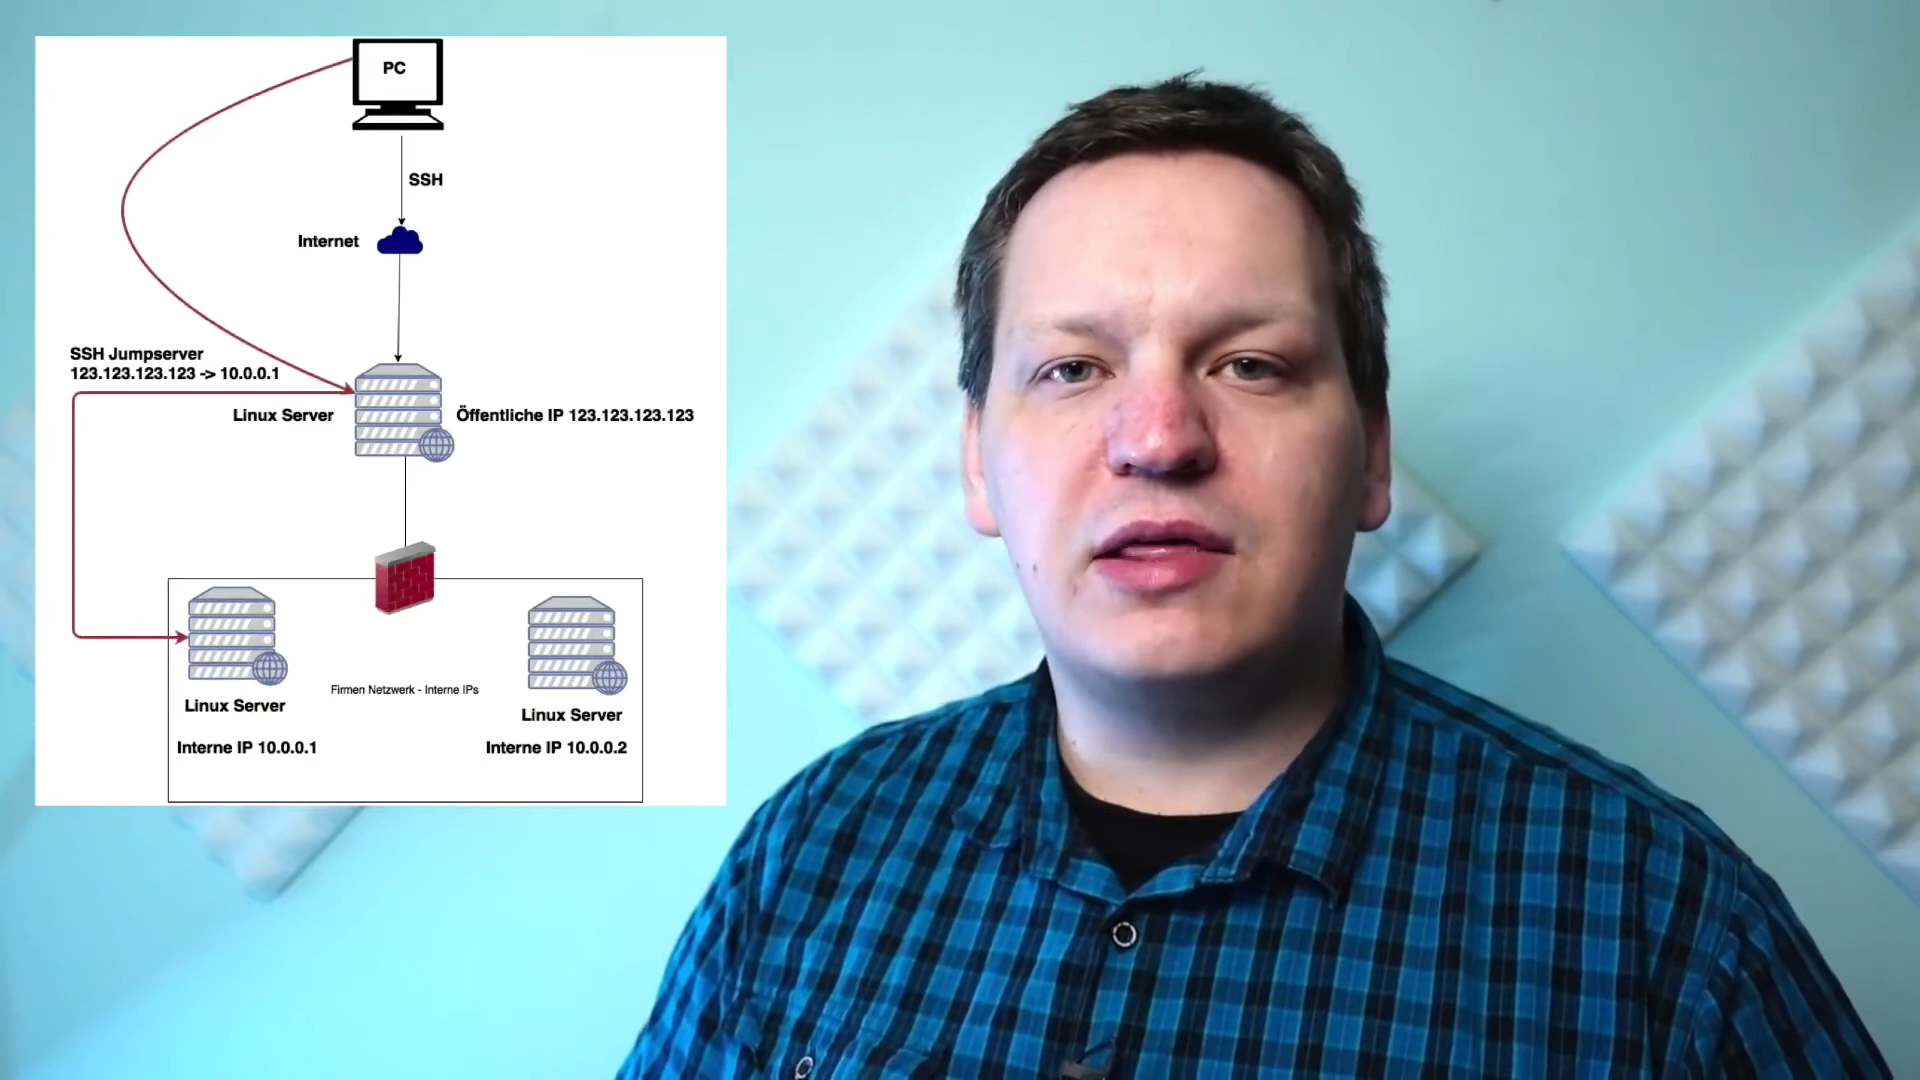 PC
SSH
Internet
SSH Jumpserver
123.123.123.123 -> 10.0.0.1
Linux Server
Öffentliche IP 123.123.123.123
Firmen Netzwerk - Interne IPs
Linux Server
Linux Server
Interne IP 10.0.0.1
Interne IP 10.0.0.2